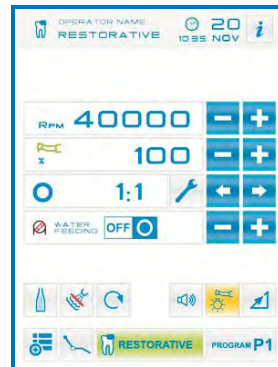 OPERATOR NAME 20
RESTORATIVE 10:35 NOV i
RPM 40000 - +
x 100 - +
1:1
WATER FEEDING OFF - +
RESTORATIVE PROGRAM P1